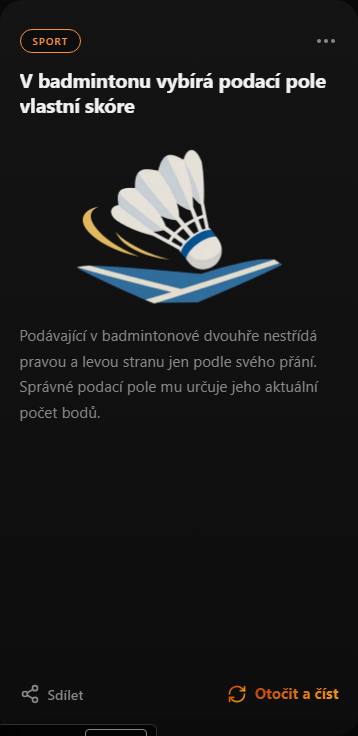 SPORT
V badmintonu vybírá podací pole
vlastní skóre
Podávající v badmintonové dvouhře nestřídá
pravou a levou stranu jen podle svého přání.
Správné podací pole mu určuje jeho aktuální
počet bodů.
Sdílet
Otočit a číst